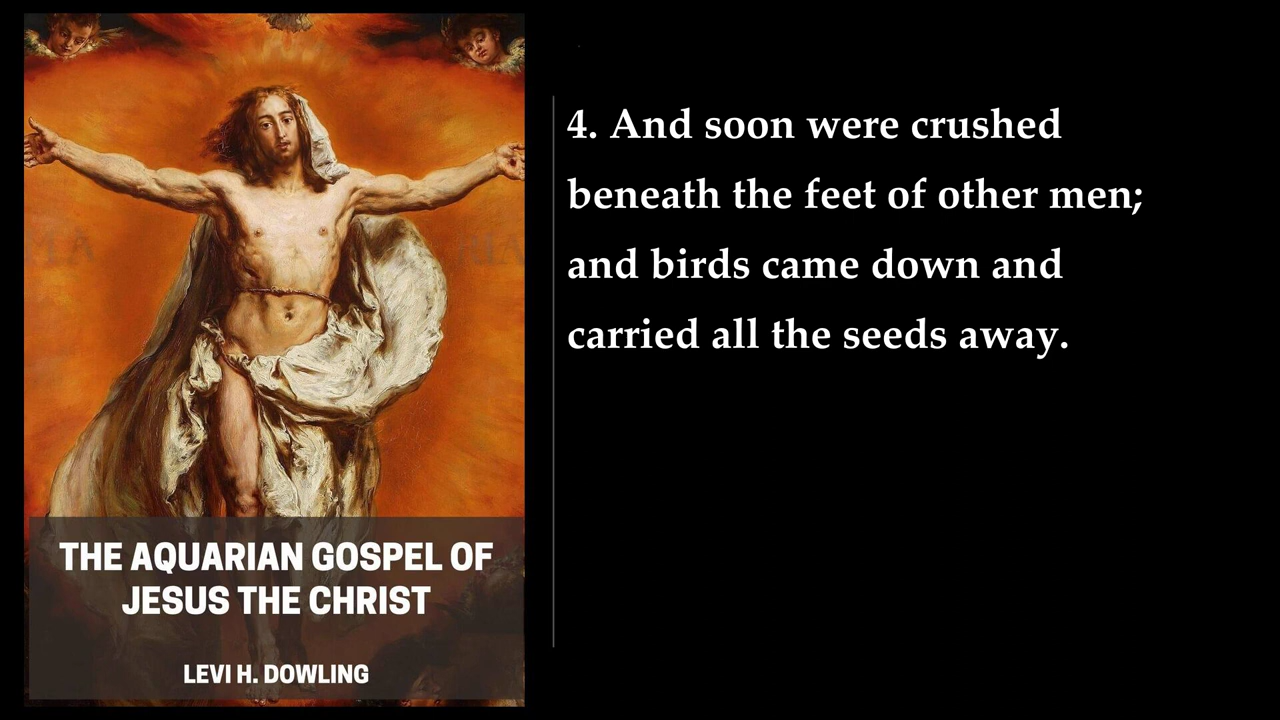 4. And soon were crushed
beneath the feet of other men;
and birds came down and
carried all the seeds away.
THE AQUARIAN GOSPEL OF
JESUS THE CHRIST
LEVI H. DOWLING